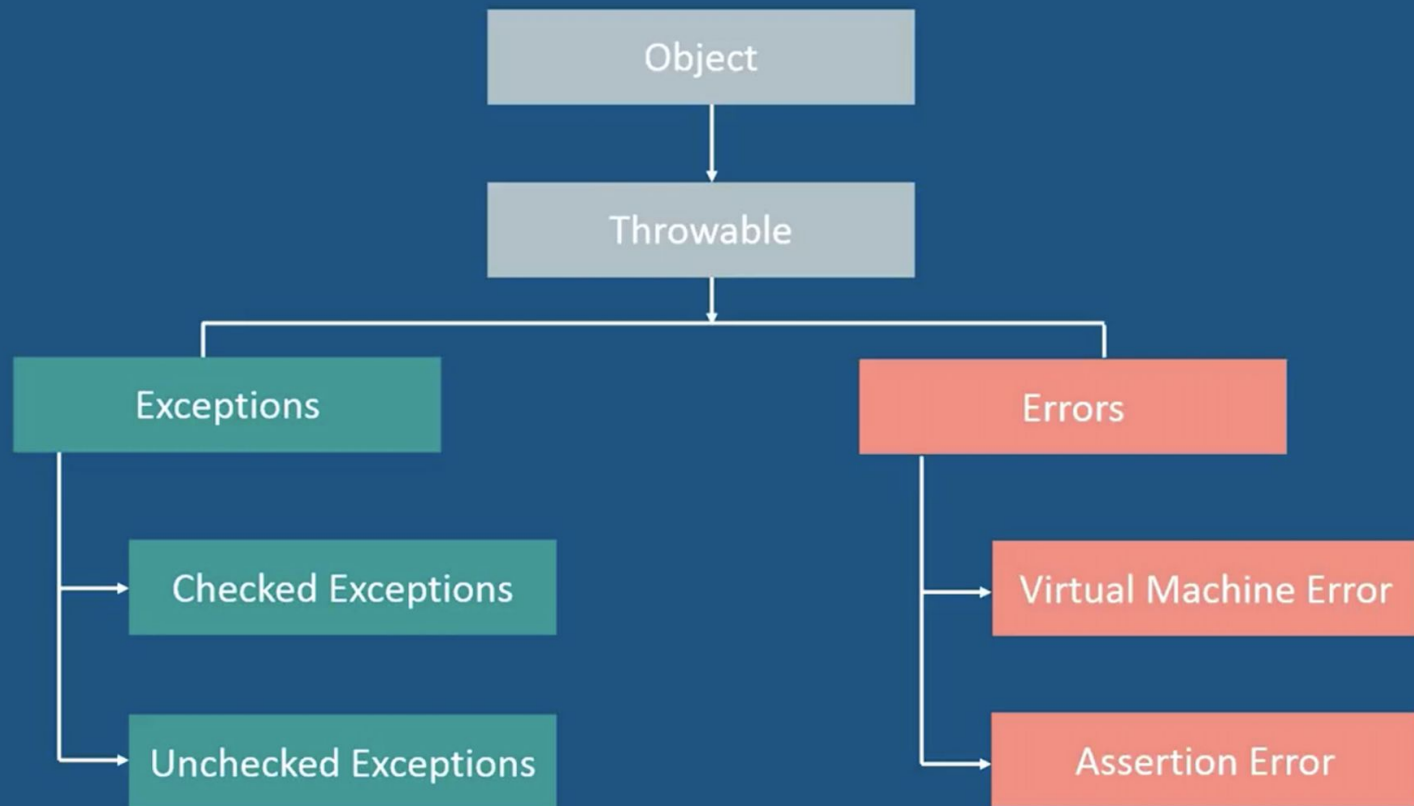 Object
Throwable
Exceptions
Errors
Checked Exceptions
Virtual Machine Error
Unchecked Exceptions
Assertion Error